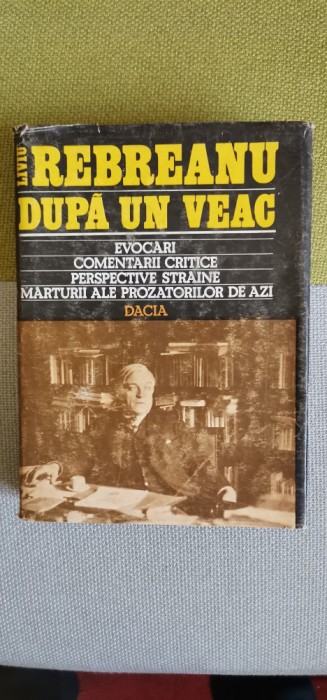 LIVIU
REBREANU
DUPĂ UN VEAC
EVOCĂRI
COMENTARII CRITICE
PERSPECTIVE STRĂINE
MĂRTURII ALE PROZATORILOR DE AZI
DACIA